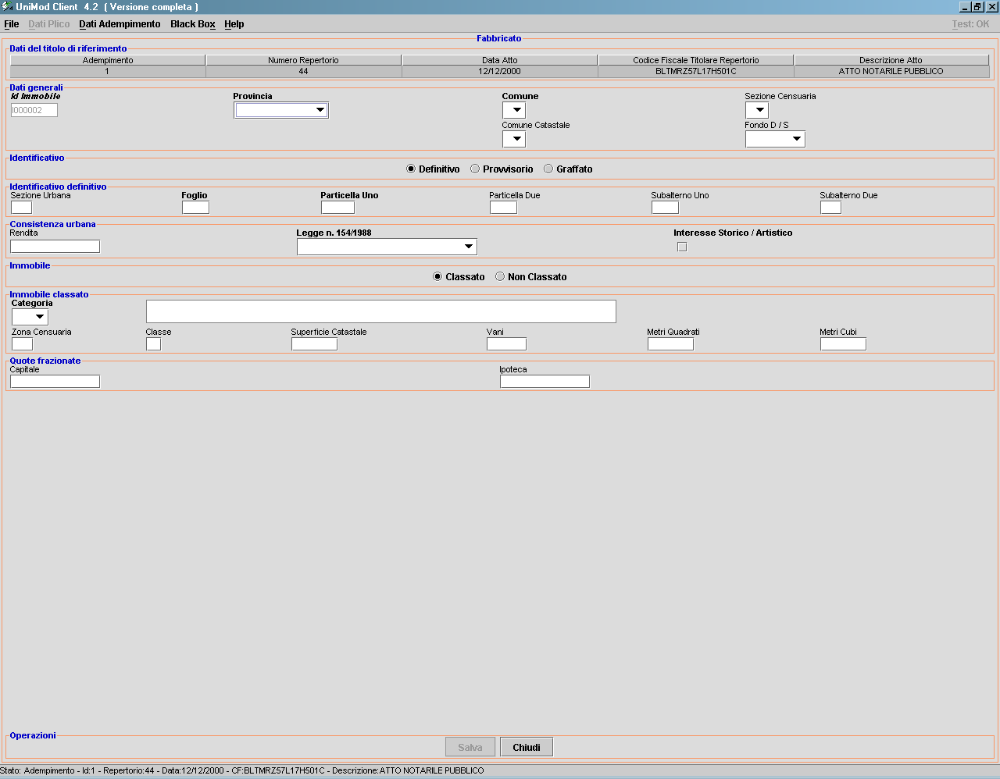 UniMod Client 4.2 ( Versione completa )
File Dati Plico Dati Adempimento Black Box Help Test: OK
Fabbricato
Dati del titolo di riferimento
Adempimento Numero Repertorio Data Atto Codice Fiscale Titolare Repertorio Descrizione Atto
1 44 12/12/2000 BLTMRZ57L17H501C ATTO NOTARILE PUBBLICO
Dati generali
Id Immobile Provincia Comune Sezione Censuaria
I000002
Comune Catastale Fondo D / S
Identificativo
Definitivo Provvisorio Graffato
Identificativo definitivo
Sezione Urbana Foglio Particella Uno Particella Due Subalterno Uno Subalterno Due
Consistenza urbana
Rendita Legge n. 154/1988 Interesse Storico / Artistico
Immobile
Classato Non Classato
Immobile classato
Categoria
Zona Censuaria Classe Superficie Catastale Vani Metri Quadrati Metri Cubi
Quote frazionate
Capitale Ipoteca
Operazioni
Salva Chiudi
Stato: Adempimento - Id:1 - Repertorio:44 - Data:12/12/2000 - CF:BLTMRZ57L17H501C - Descrizione:ATTO NOTARILE PUBBLICO